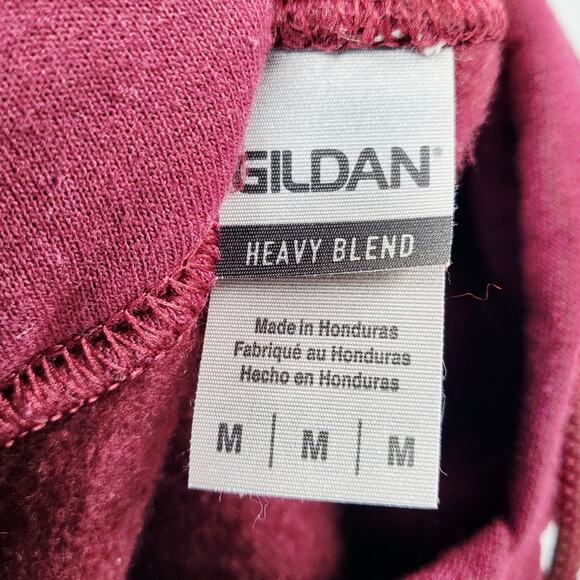 GILDAN
HEAVY BLEND
Made in Honduras
Fabriqué au Honduras
Hecho en Honduras
M | M | M